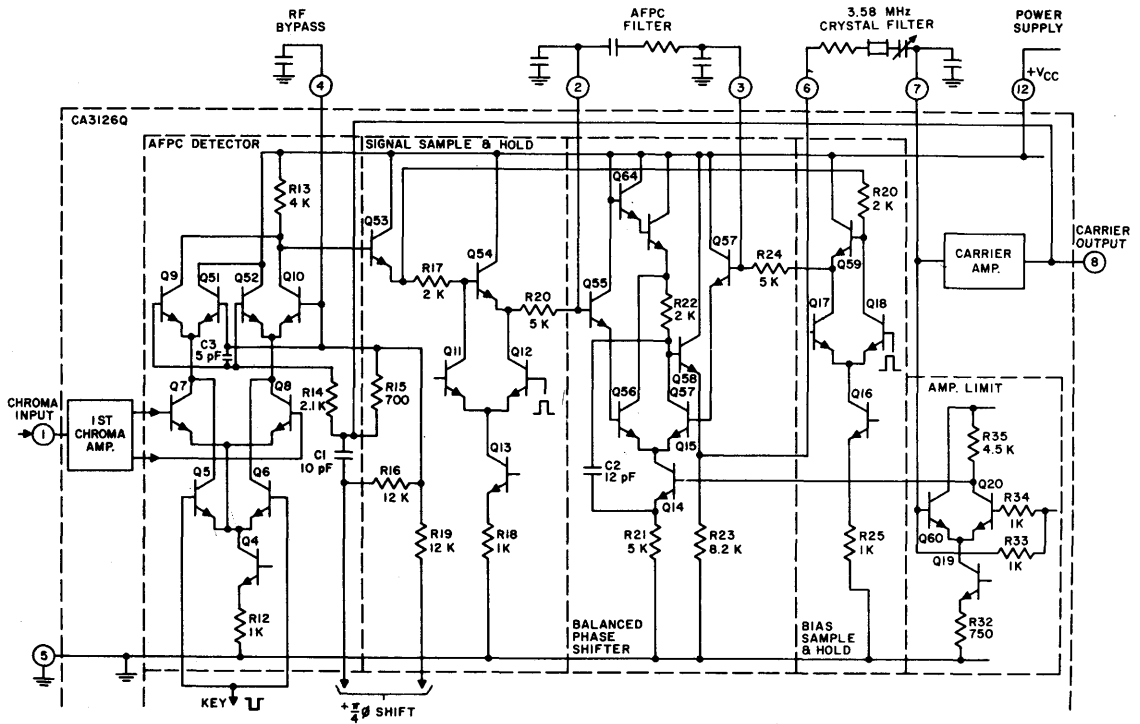 RF
BYPASS
AFPC
FILTER
3.58 MHz
CRYSTAL FILTER
POWER
SUPPLY
+VCC
4
2
3
6
7
12
CA3126Q
AFPC DETECTOR
SIGNAL SAMPLE & HOLD
R13
4 K
Q53
Q64
R20
2 K
Q9
Q51
Q52
Q10
R17
2 K
Q54
Q55
Q57
R24
5 K
Q59
CARRIER
AMP.
CARRIER
OUTPUT
8
R20
5 K
R22
2 K
Q17
Q18
C3
5 pF
Q11
Q12
Q58
Q7
Q8
R14
2.1 K
R15
700
Q56
Q57
Q16
AMP. LIMIT
CHROMA
INPUT
1
1ST
CHROMA
AMP.
Q15
R35
4.5 K
Q5
Q6
C1
10 pF
R16
12 K
Q13
C2
12 pF
Q14
Q20
R34
1K
Q4
R19
12 K
R18
1K
R21
5 K
R23
8.2 K
R25
1K
Q60
R33
1K
Q19
R12
1K
R32
750
BALANCED
PHASE
SHIFTER
BIAS
SAMPLE
& HOLD
5
KEY
+π/4 ø SHIFT